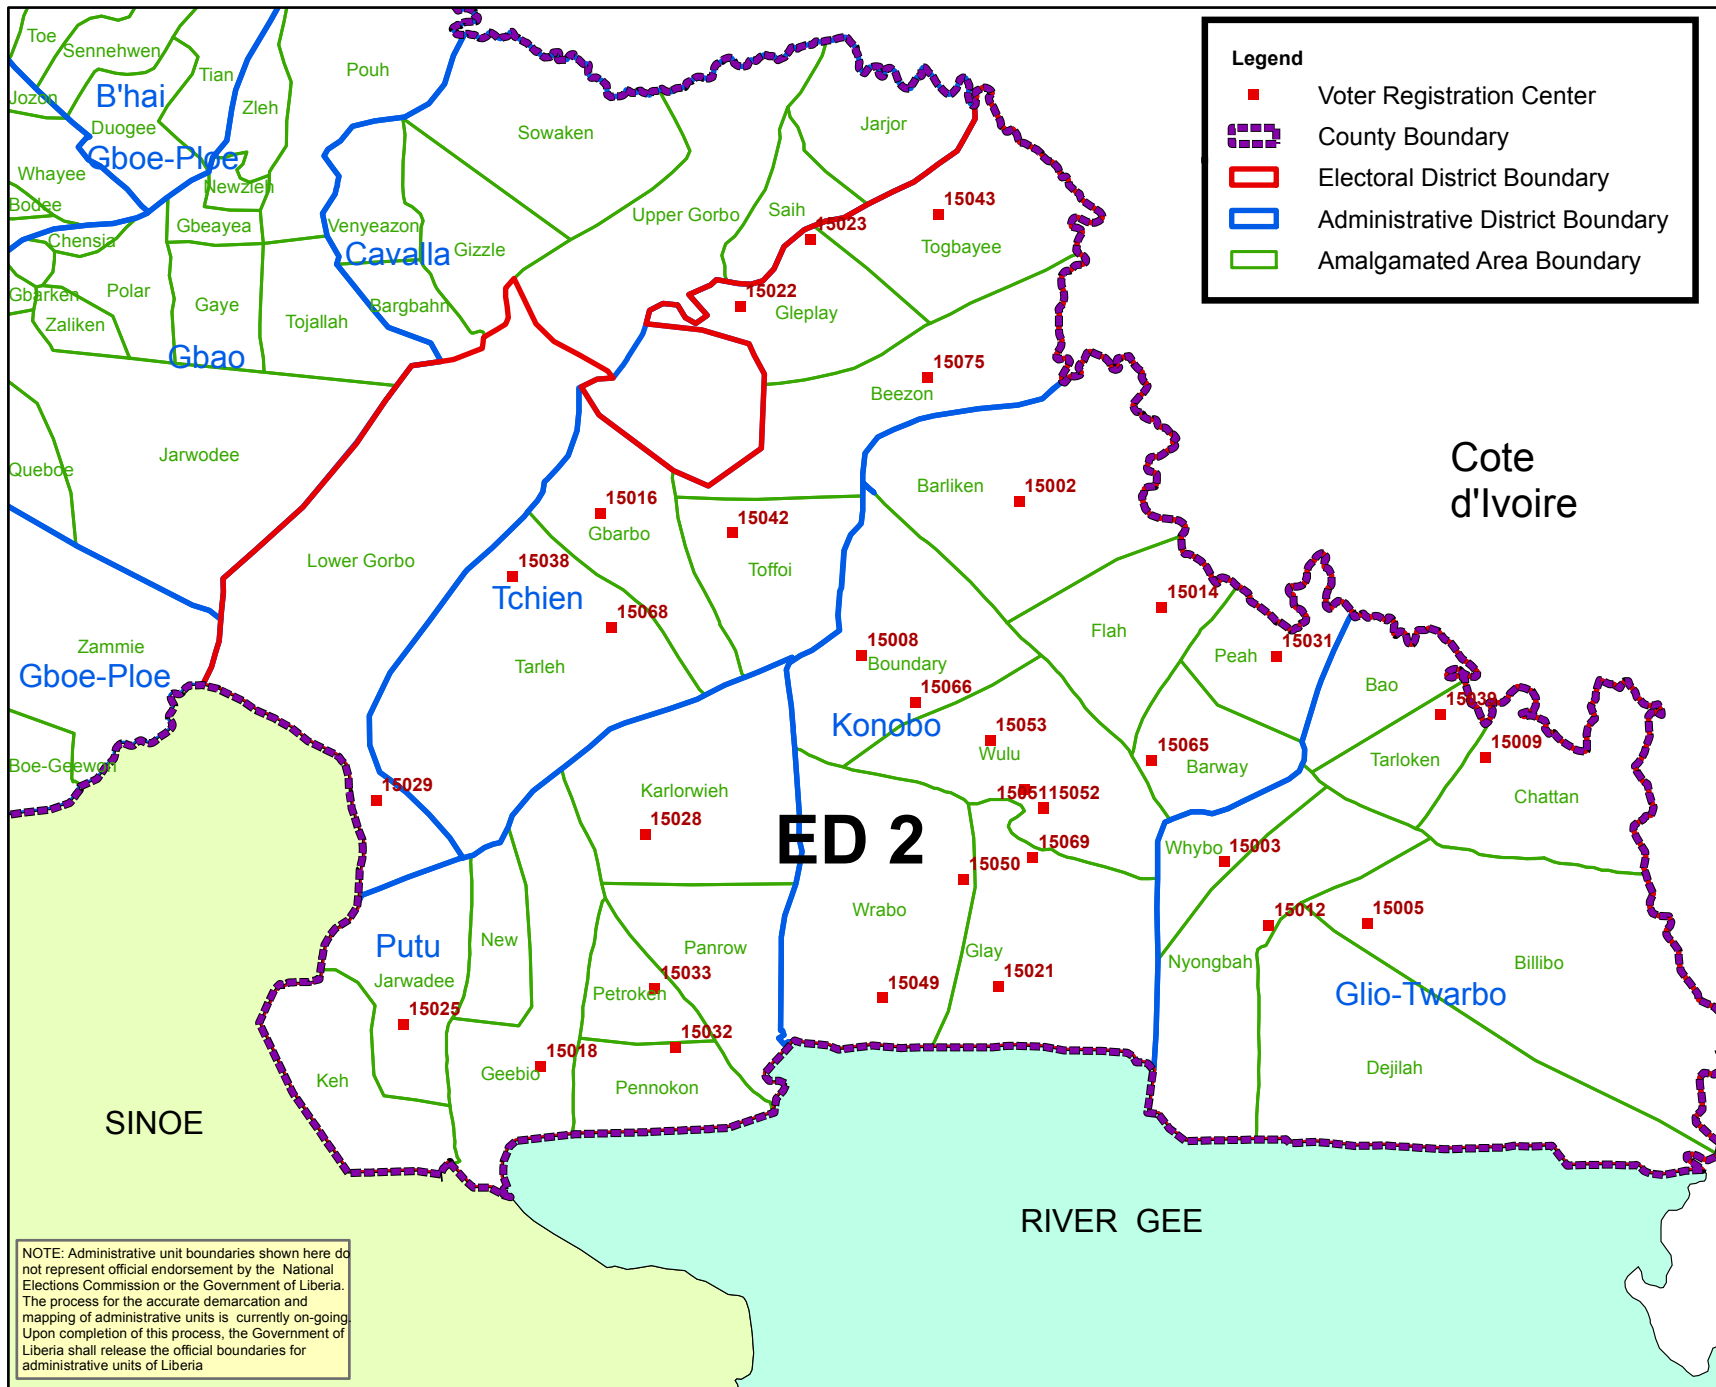 Legend
Voter Registration Center
County Boundary
Electoral District Boundary
Administrative District Boundary
Amalgamated Area Boundary
Toe
Sennehwen
Tian
Pouh
Jozon
B'hai
Zleh
Duogee
Gboe-Ploe
Whayee
Newzleh
Bodee
Gbeayea
Chensia
Venyeazon
Cavalla
Gizzle
Sowaken
Upper Gorbo
Saih
Jarjor
15043
15023
Togbayee
Gbarken
Polar
Gaye
Zaliken
Tojallah
Bargbahn
Gbao
15022
Gleplay
15075
Beezon
Queboe
Jarwodee
Cote
d'Ivoire
Barliken
15002
15016
Gbarbo
15042
Toffoi
Lower Gorbo
15038
Tchien
15068
Tarleh
15014
Flah
15031
Peah
Zammie
Gboe-Ploe
15008
Boundary
15066
Konobo
Bao
15039
15009
15053
Wulu
15065
Barway
Tarloken
Chattan
Boe-Geewon
15029
Karlorwieh
15028
15051
15052
ED 2
15069
15050
Whybo
15003
Wrabo
15012
15005
Putu
New
Panrow
Jarwadee
Glay
Nyongbah
Billibo
15033
Petroken
15021
15049
Glio-Twarbo
15025
15032
15018
Geebio
Keh
Pennokon
Dejilah
SINOE
RIVER GEE
NOTE: Administrative unit boundaries shown here do
not represent official endorsement by the National
Elections Commission or the Government of Liberia.
The process for the accurate demarcation and
mapping of administrative units is currently on-going.
Upon completion of this process, the Government of
Liberia shall release the official boundaries for
administrative units of Liberia